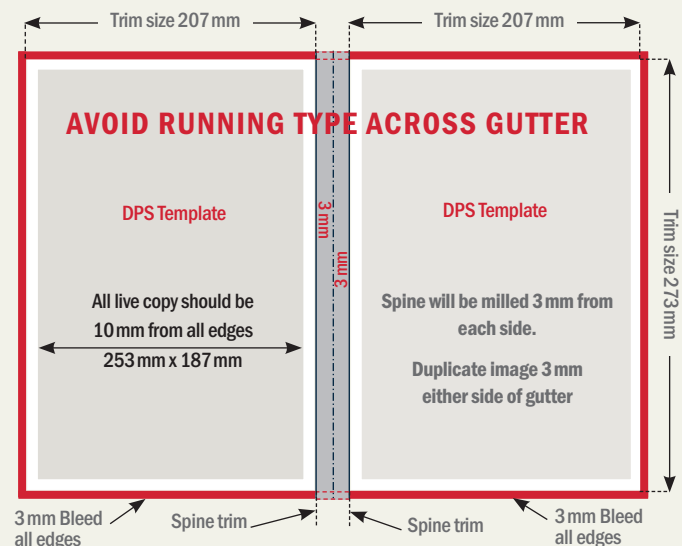 Trim size 207 mm
Trim size 207 mm
AVOID RUNNING TYPE ACROSS GUTTER
DPS Template
All live copy should be
10 mm from all edges
253 mm x 187 mm
3 mm
3 mm
DPS Template
Spine will be milled 3 mm from
each side.
Duplicate image 3 mm
either side of gutter
Trim size 273 mm
3 mm Bleed
all edges
Spine trim
Spine trim
3 mm Bleed
all edges